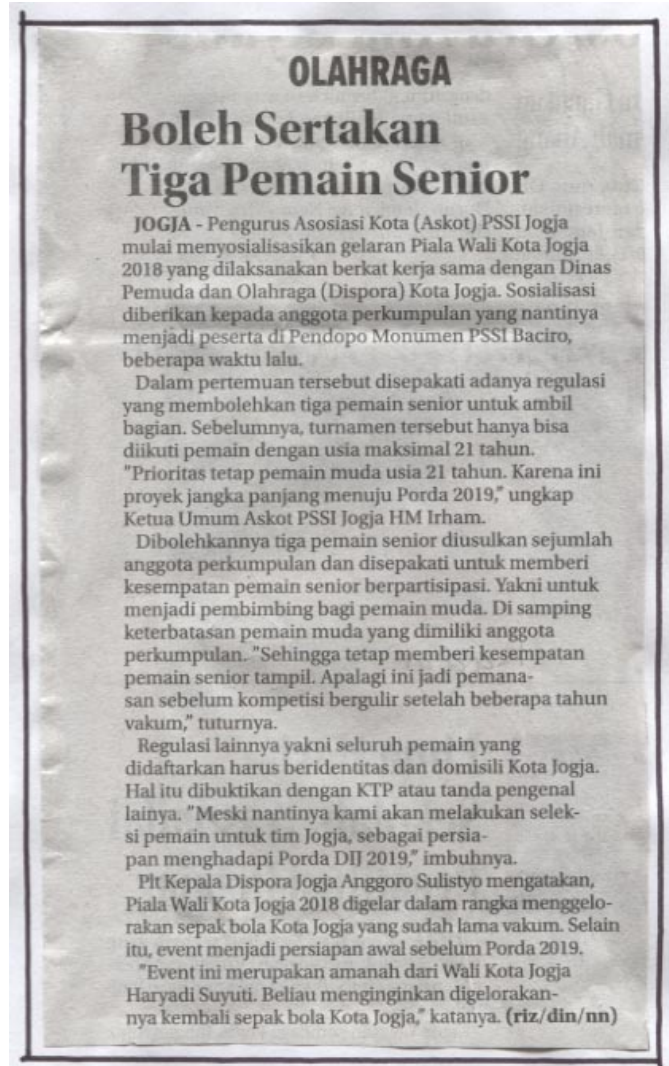 OLAHRAGA
Boleh Sertakan
Tiga Pemain Senior
JOGJA - Pengurus Asosiasi Kota (Askot) PSSI Jogja
mulai menyosialisasikan gelaran Piala Wali Kota Jogja
2018 yang dilaksanakan berkat kerja sama dengan Dinas
Pemuda dan Olahraga (Dispora) Kota Jogja. Sosialisasi
diberikan kepada anggota perkumpulan yang nantinya
menjadi peserta di Pendopo Monumen PSSI Baciro,
beberapa waktu lalu.
Dalam pertemuan tersebut disepakati adanya regulasi
yang membolehkan tiga pemain senior untuk ambil
bagian. Sebelumnya, turnamen tersebut hanya bisa
diikuti pemain dengan usia maksimal 21 tahun.
"Prioritas tetap pemain muda usia 21 tahun. Karena ini
proyek jangka panjang menuju Porda 2019," ungkap
Ketua Umum Askot PSSI Jogja HM Irham.
Dibolehkannya tiga pemain senior diusulkan sejumlah
anggota perkumpulan dan disepakati untuk memberi
kesempatan pemain senior berpartisipasi. Yakni untuk
menjadi pembimbing bagi pemain muda. Di samping
keterbatasan pemain muda yang dimiliki anggota
perkumpulan. "Sehingga tetap memberi kesempatan
pemain senior tampil. Apalagi ini jadi pemana-
san sebelum kompetisi bergulir setelah beberapa tahun
vakum," tuturnya.
Regulasi lainnya yakni seluruh pemain yang
didaftarkan harus beridentitas dan domisili Kota Jogja.
Hal itu dibuktikan dengan KTP atau tanda pengenal
lainya. "Meski nantinya kami akan melakukan selek-
si pemain untuk tim Jogja, sebagai persia-
pan menghadapi Porda DIJ 2019," imbuhnya.
Plt Kepala Dispora Jogja Anggoro Sulistyo mengatakan,
Piala Wali Kota Jogja 2018 digelar dalam rangka menggelo-
rakan sepak bola Kota Jogja yang sudah lama vakum. Selain
itu, event menjadi persiapan awal sebelum Porda 2019.
"Event ini merupakan amanah dari Wali Kota Jogja
Haryadi Suyuti. Beliau menginginkan digelorakan-
nya kembali sepak bola Kota Jogja," katanya. (riz/din/nn)